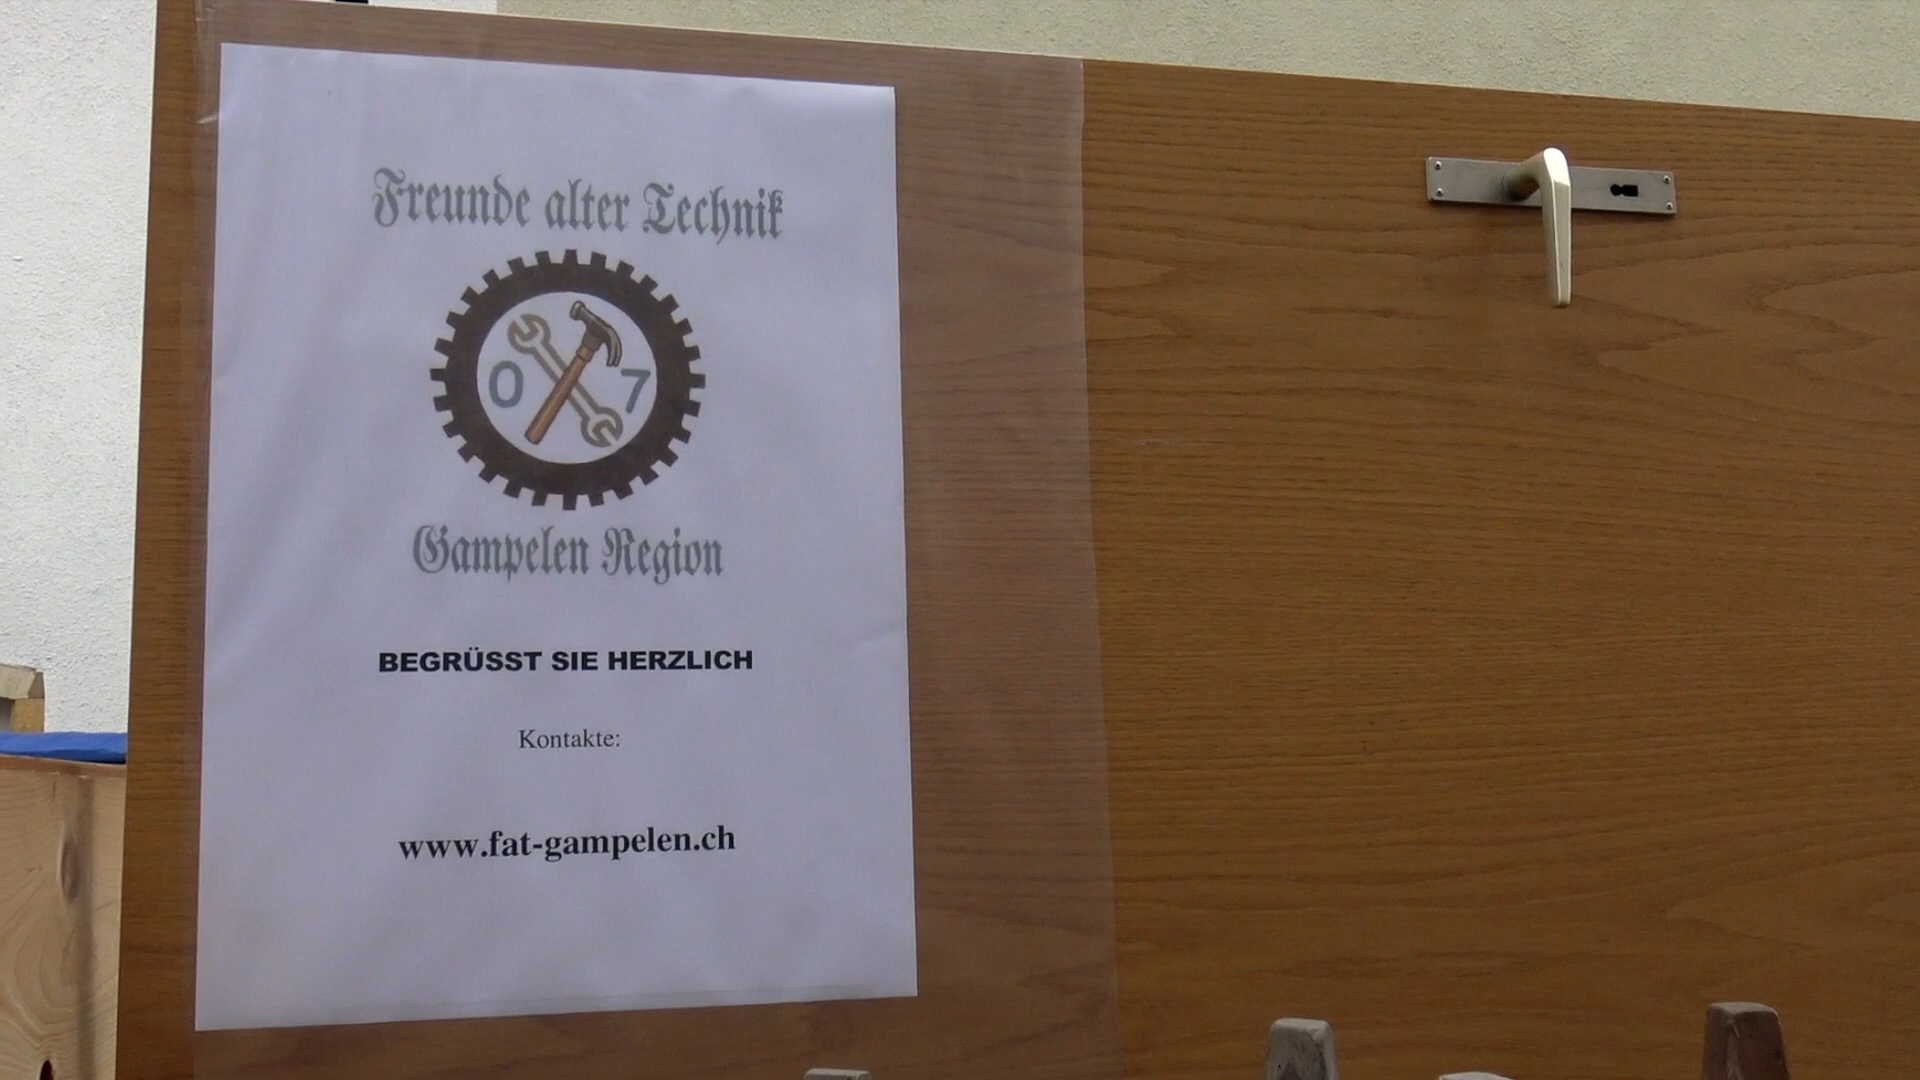 Freunde alter Technik
0 7
Gampelen Region
BEGRÜSST SIE HERZLICH
Kontakte:
www.fat-gampelen.ch